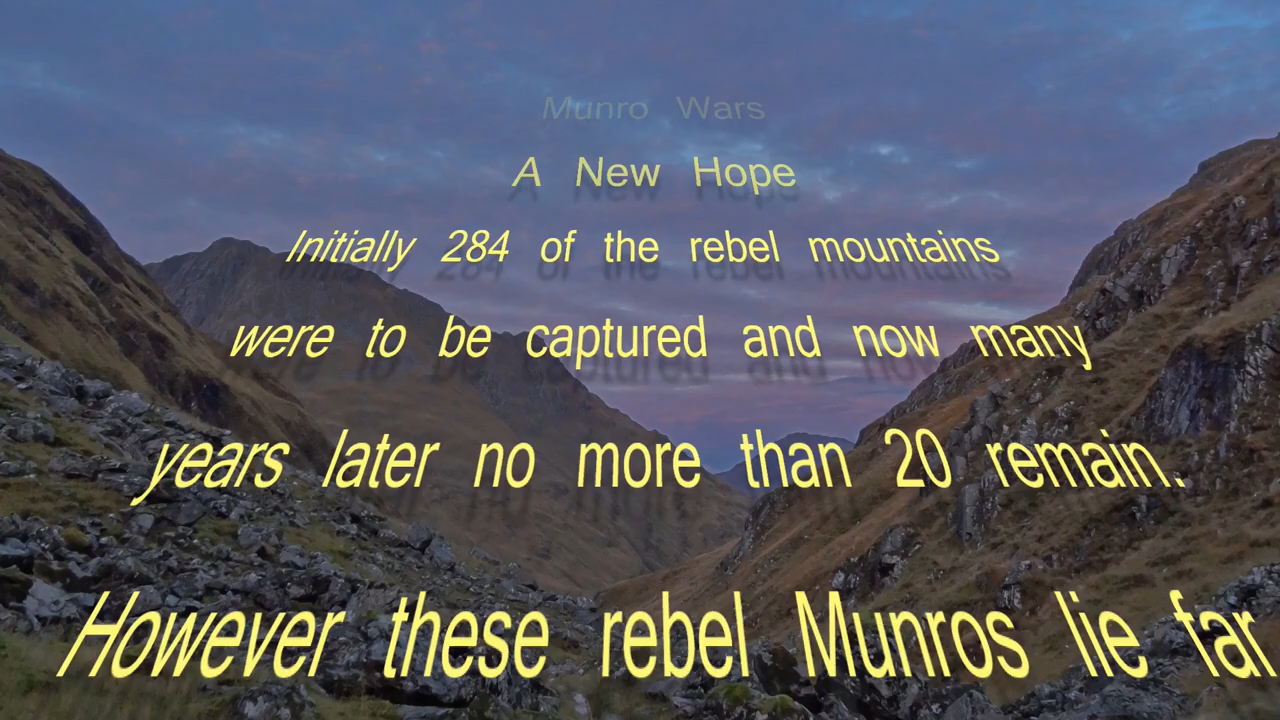 Munro Wars
A New Hope
Initially 284 of the rebel mountains
were to be captured and now many
years later no more than 20 remain.
However these rebel Munros lie far